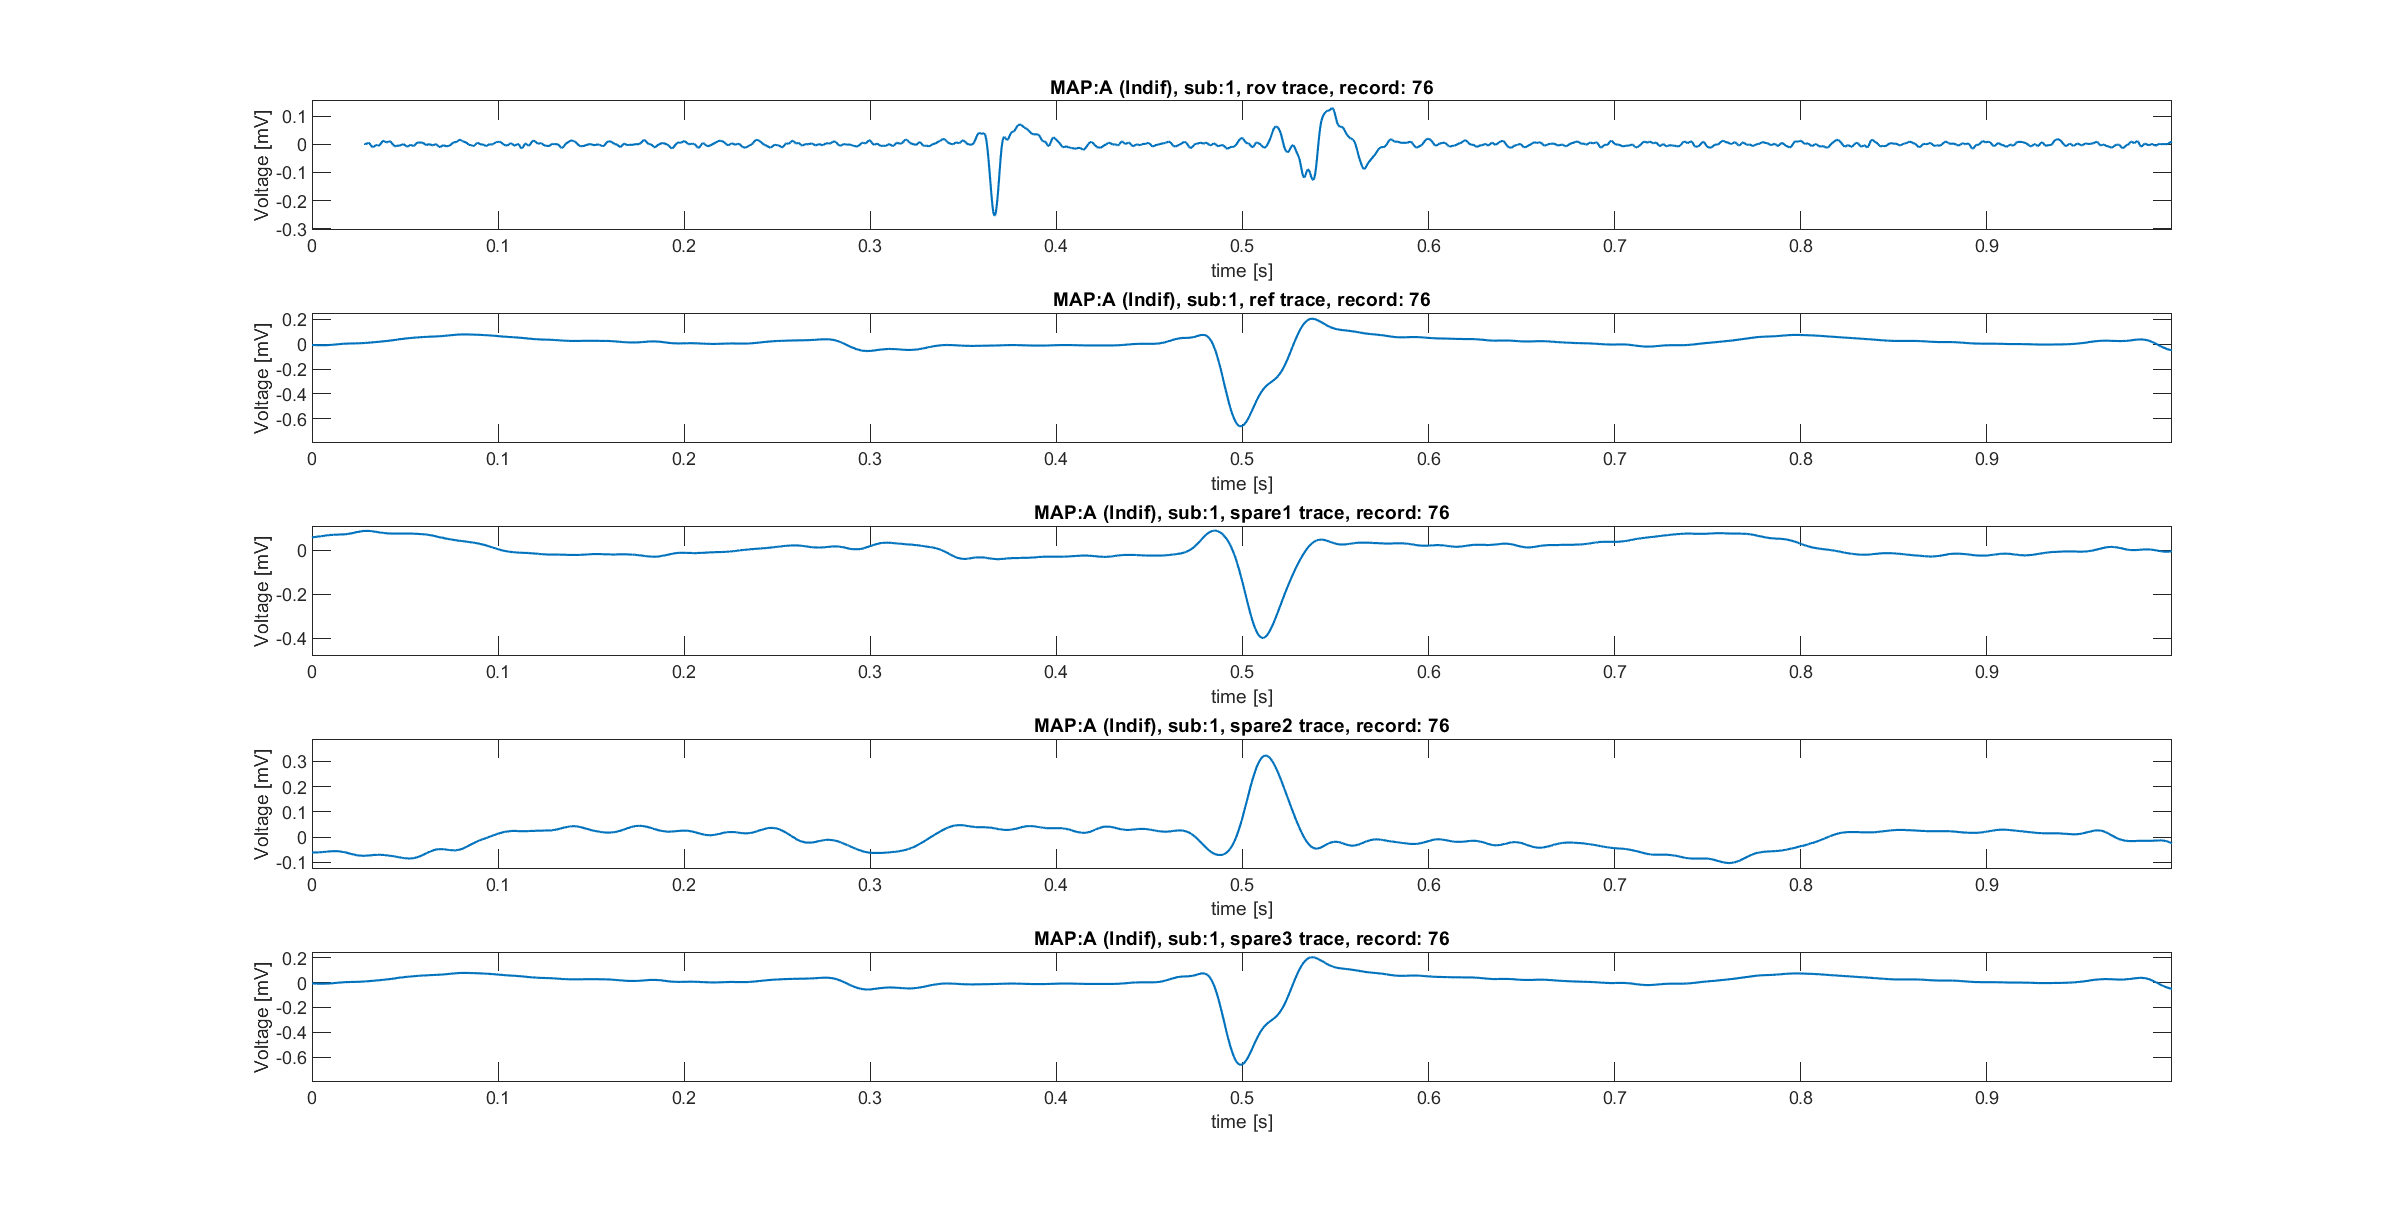 MAP:A (Indif), sub:1, rov trace, record: 76
Voltage [mV]
0.1
0
-0.1
-0.2
-0.3
0 0.1 0.2 0.3 0.4 0.5 0.6 0.7 0.8 0.9
time [s]
MAP:A (Indif), sub:1, ref trace, record: 76
Voltage [mV]
0.2
0
-0.2
-0.4
-0.6
0 0.1 0.2 0.3 0.4 0.5 0.6 0.7 0.8 0.9
time [s]
MAP:A (Indif), sub:1, spare1 trace, record: 76
Voltage [mV]
0
-0.2
-0.4
0 0.1 0.2 0.3 0.4 0.5 0.6 0.7 0.8 0.9
time [s]
MAP:A (Indif), sub:1, spare2 trace, record: 76
Voltage [mV]
0.3
0.2
0.1
0
-0.1
0 0.1 0.2 0.3 0.4 0.5 0.6 0.7 0.8 0.9
time [s]
MAP:A (Indif), sub:1, spare3 trace, record: 76
Voltage [mV]
0.2
0
-0.2
-0.4
-0.6
0 0.1 0.2 0.3 0.4 0.5 0.6 0.7 0.8 0.9
time [s]